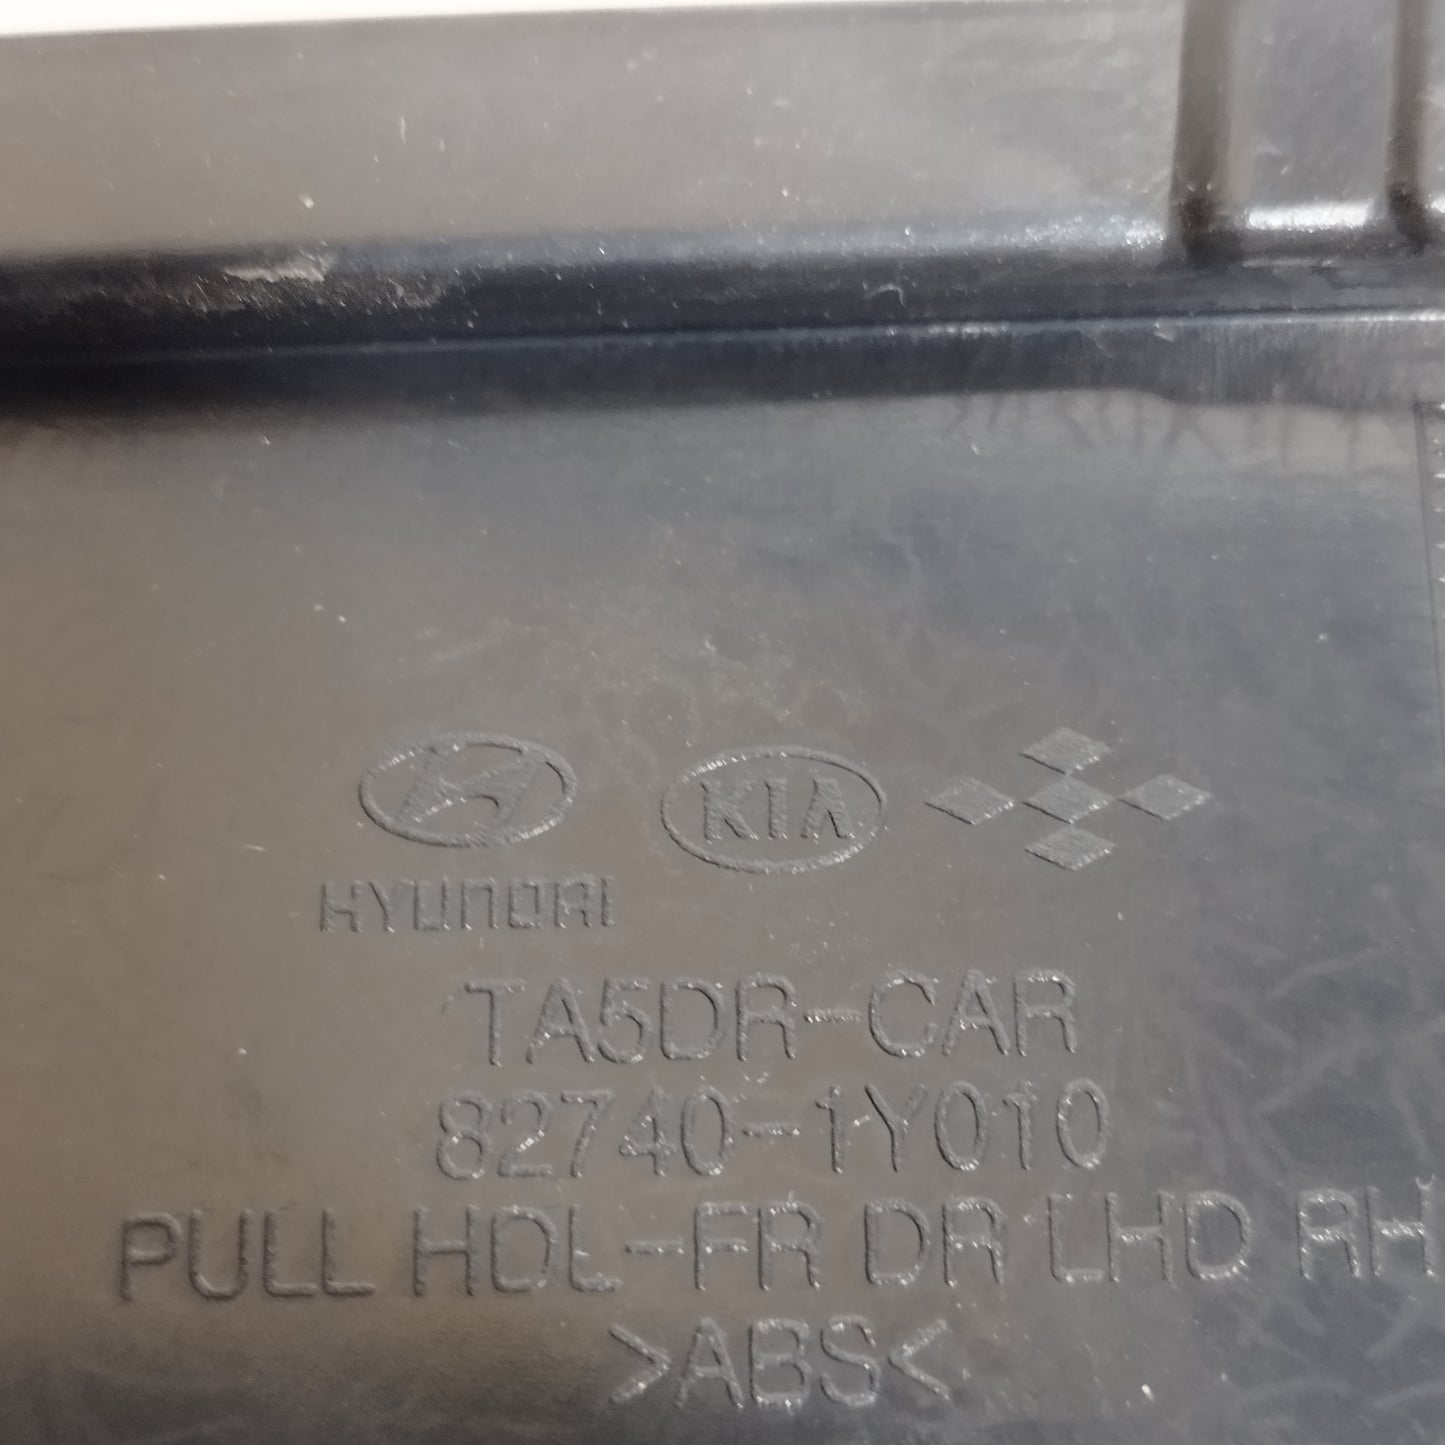 KIA
HYUNDAI
TA5DR-CAR
82740-1Y010
PULL HDL-FR DR LHD RH
>ABS<